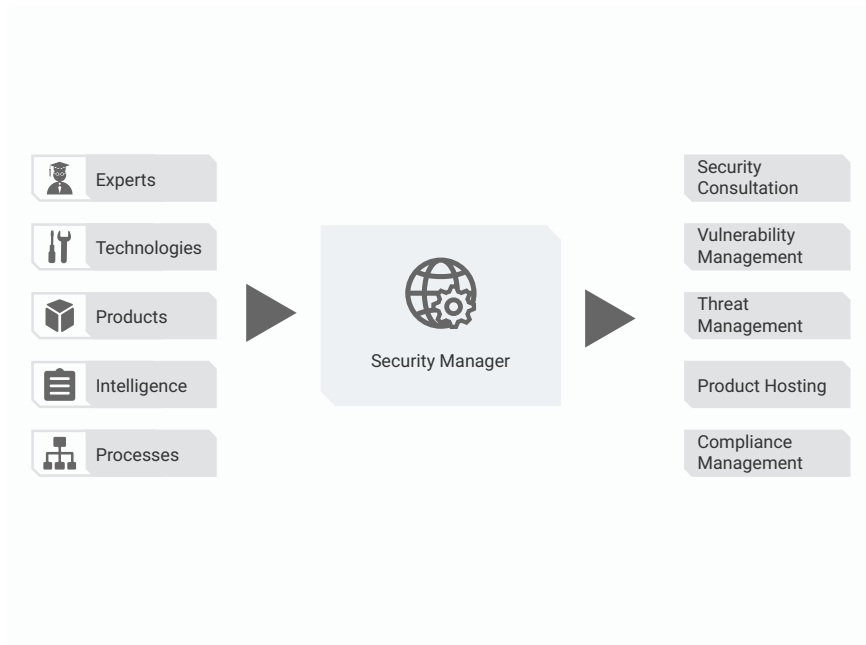 Experts
Technologies
Products
Intelligence
Processes
Security Manager
Security
Consultation
Vulnerability
Management
Threat
Management
Product Hosting
Compliance
Management